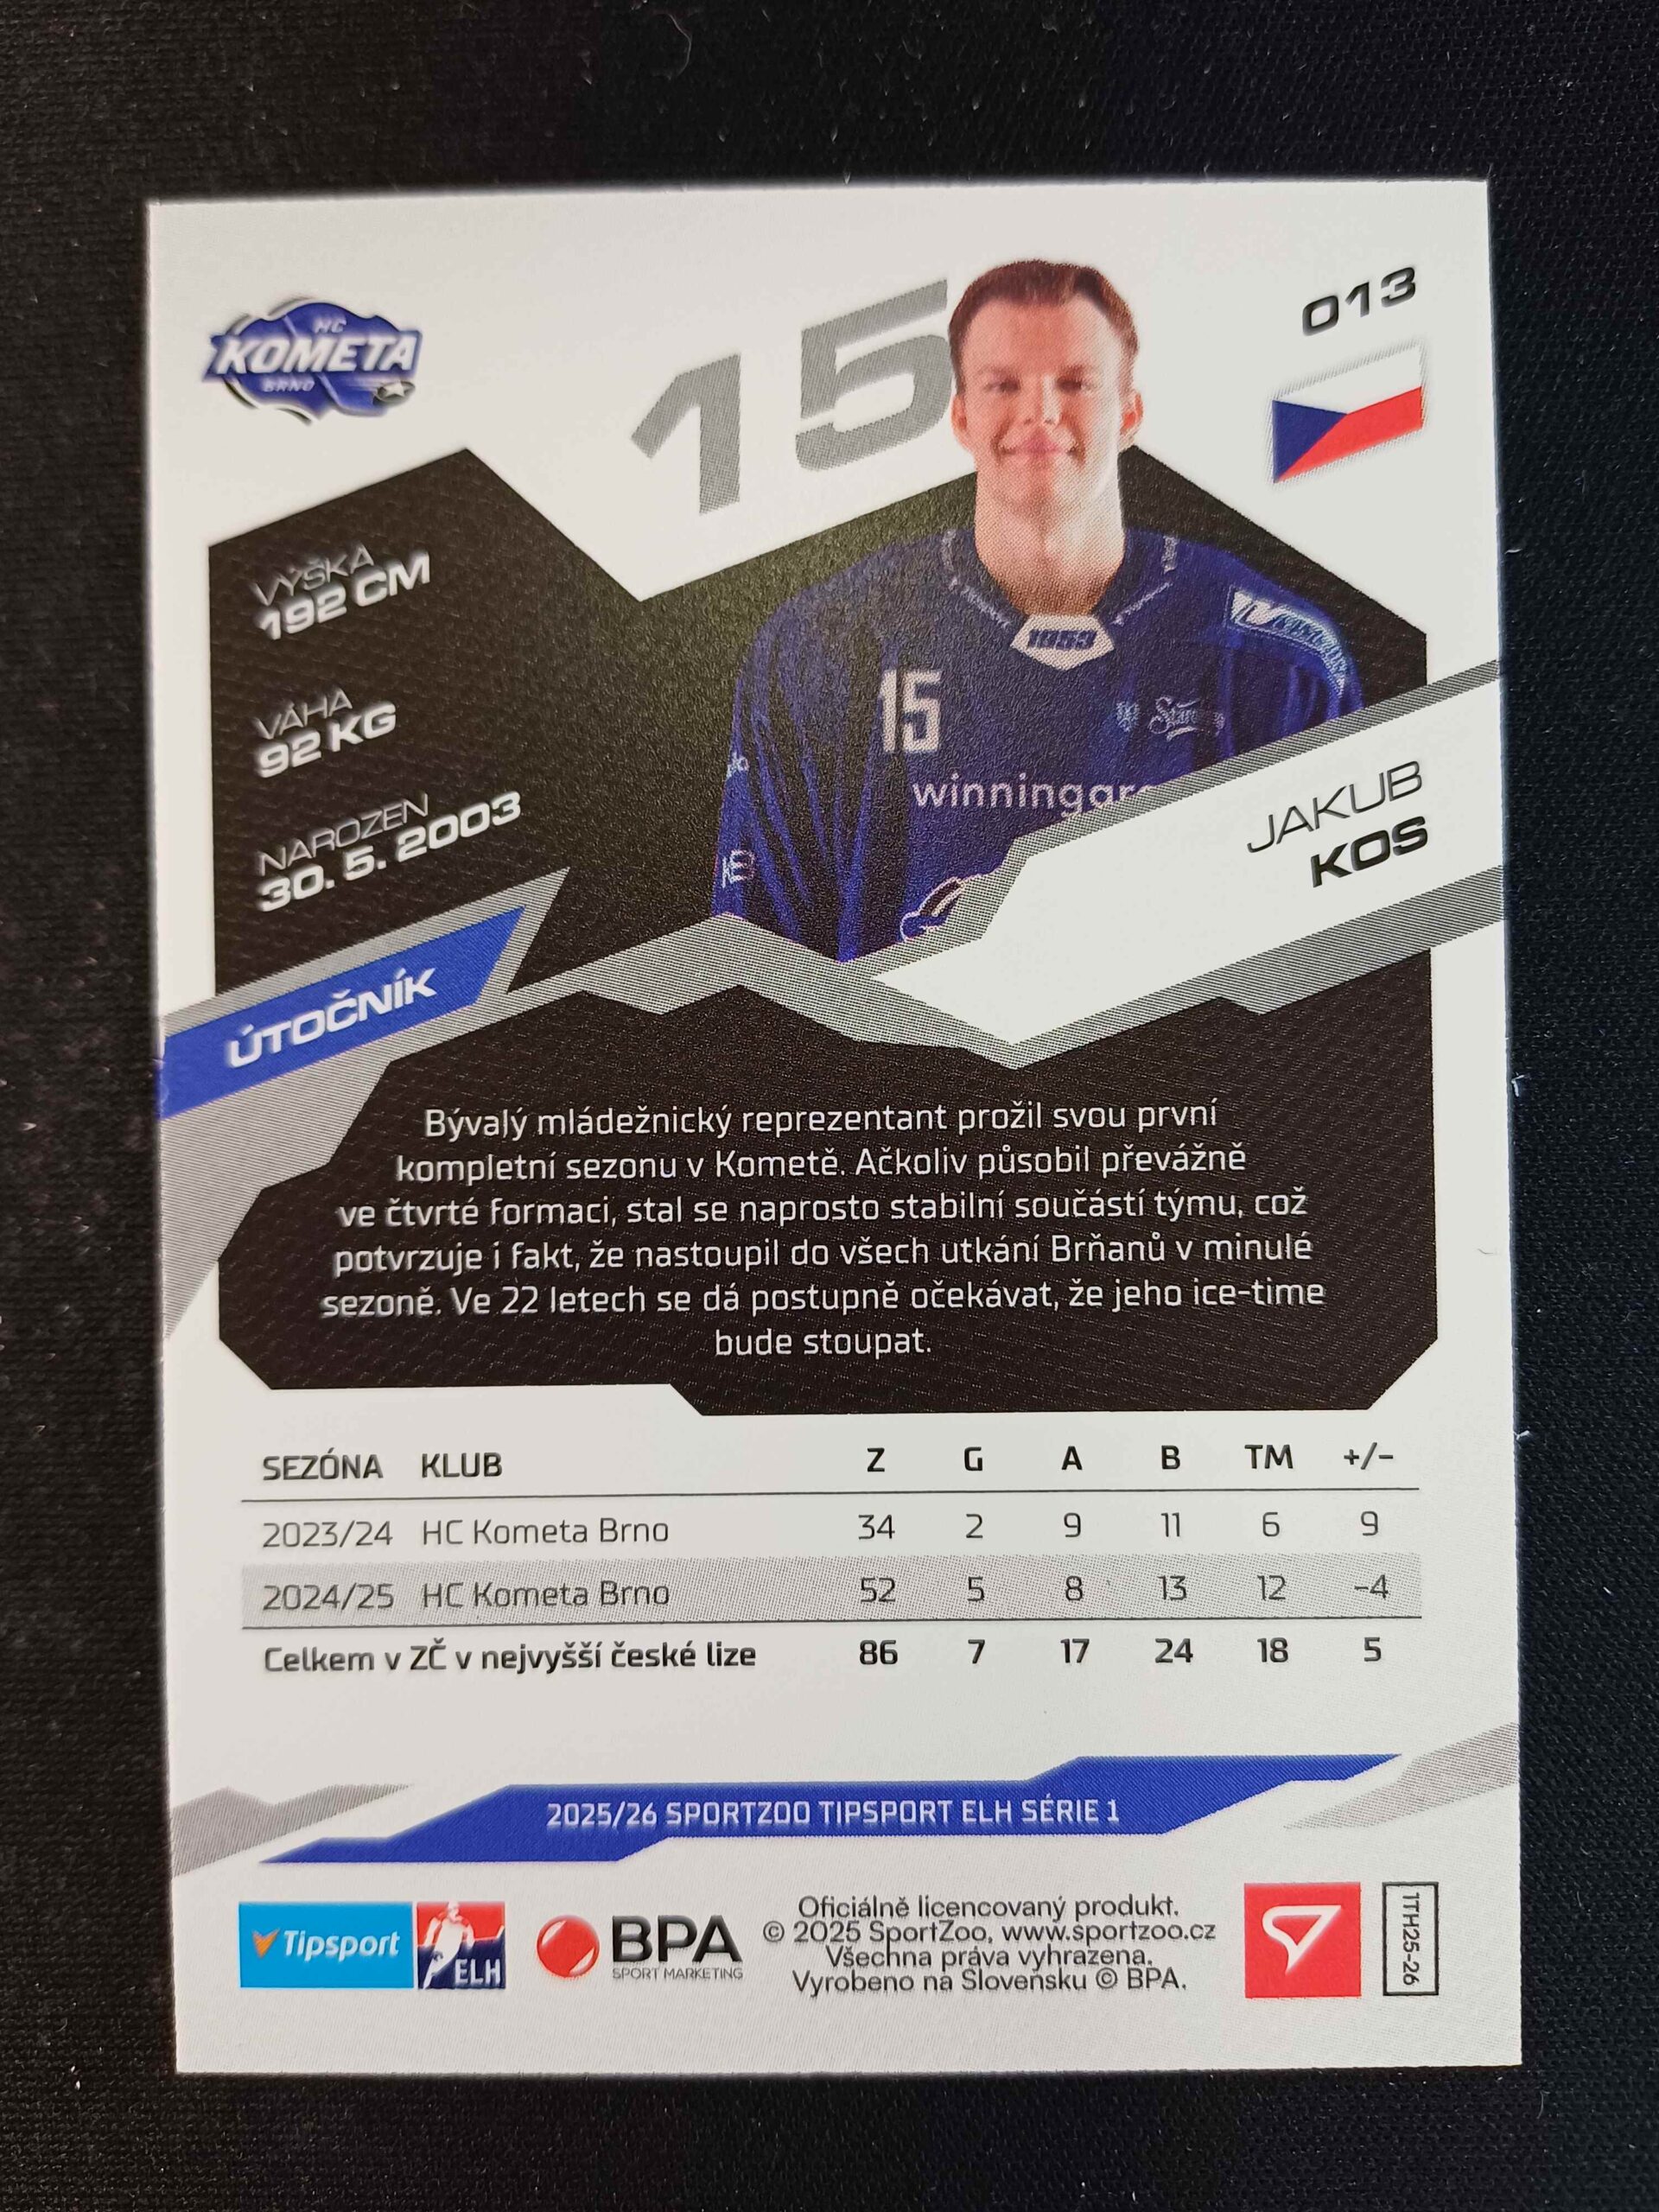 HC
KOMETA
BRNO
15
013
VÝŠKA
192 CM
VÁHA
92 KG
NAROZEN
30. 5. 2003
1953
15
winninggro
JAKUB
KOS
ÚTOČNÍK
Bývalý mládežnický reprezentant prožil svou první
kompletní sezonu v Kometě. Ačkoliv působil převážně
ve čtvrté formaci, stal se naprosto stabilní součástí týmu, což
potvrzuje i fakt, že nastoupil do všech utkání Brňanů v minulé
sezoně. Ve 22 letech se dá postupně očekávat, že jeho ice-time
bude stoupat.
SEZÓNA KLUB Z G A B TM +/-
2023/24 HC Kometa Brno 34 2 9 11 6 9
2024/25 HC Kometa Brno 52 5 8 13 12 -4
Celkem v ZČ v nejvyšší české lize 86 7 17 24 18 5
2025/26 SPORTZOO TIPSPORT ELH SÉRIE 1
Tipsport
ELH
BPA
SPORT MARKETING
Oficiálně licencovaný produkt.
© 2025 SportZoo, www.sportzoo.cz
Všechna práva vyhrazena.
Vyrobeno na Slovensku © BPA.
1TH25-26